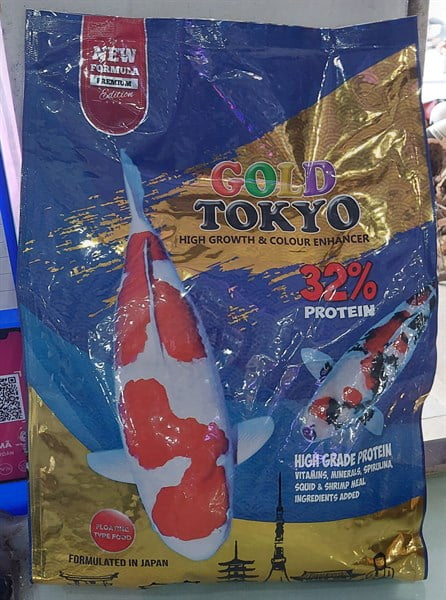 NEW
FORMULA
PREMIUM
Edition
GOLD
TOKYO
HIGH GROWTH & COLOUR ENHANCER
32%
PROTEIN
HIGH GRADE PROTEIN
VITAMINS, MINERALS, SPIRULINA,
SQUID & SHRIMP MEAL
INGREDIENTS ADDED
FLOATING
TYPE FOOD
FORMULATED IN JAPAN